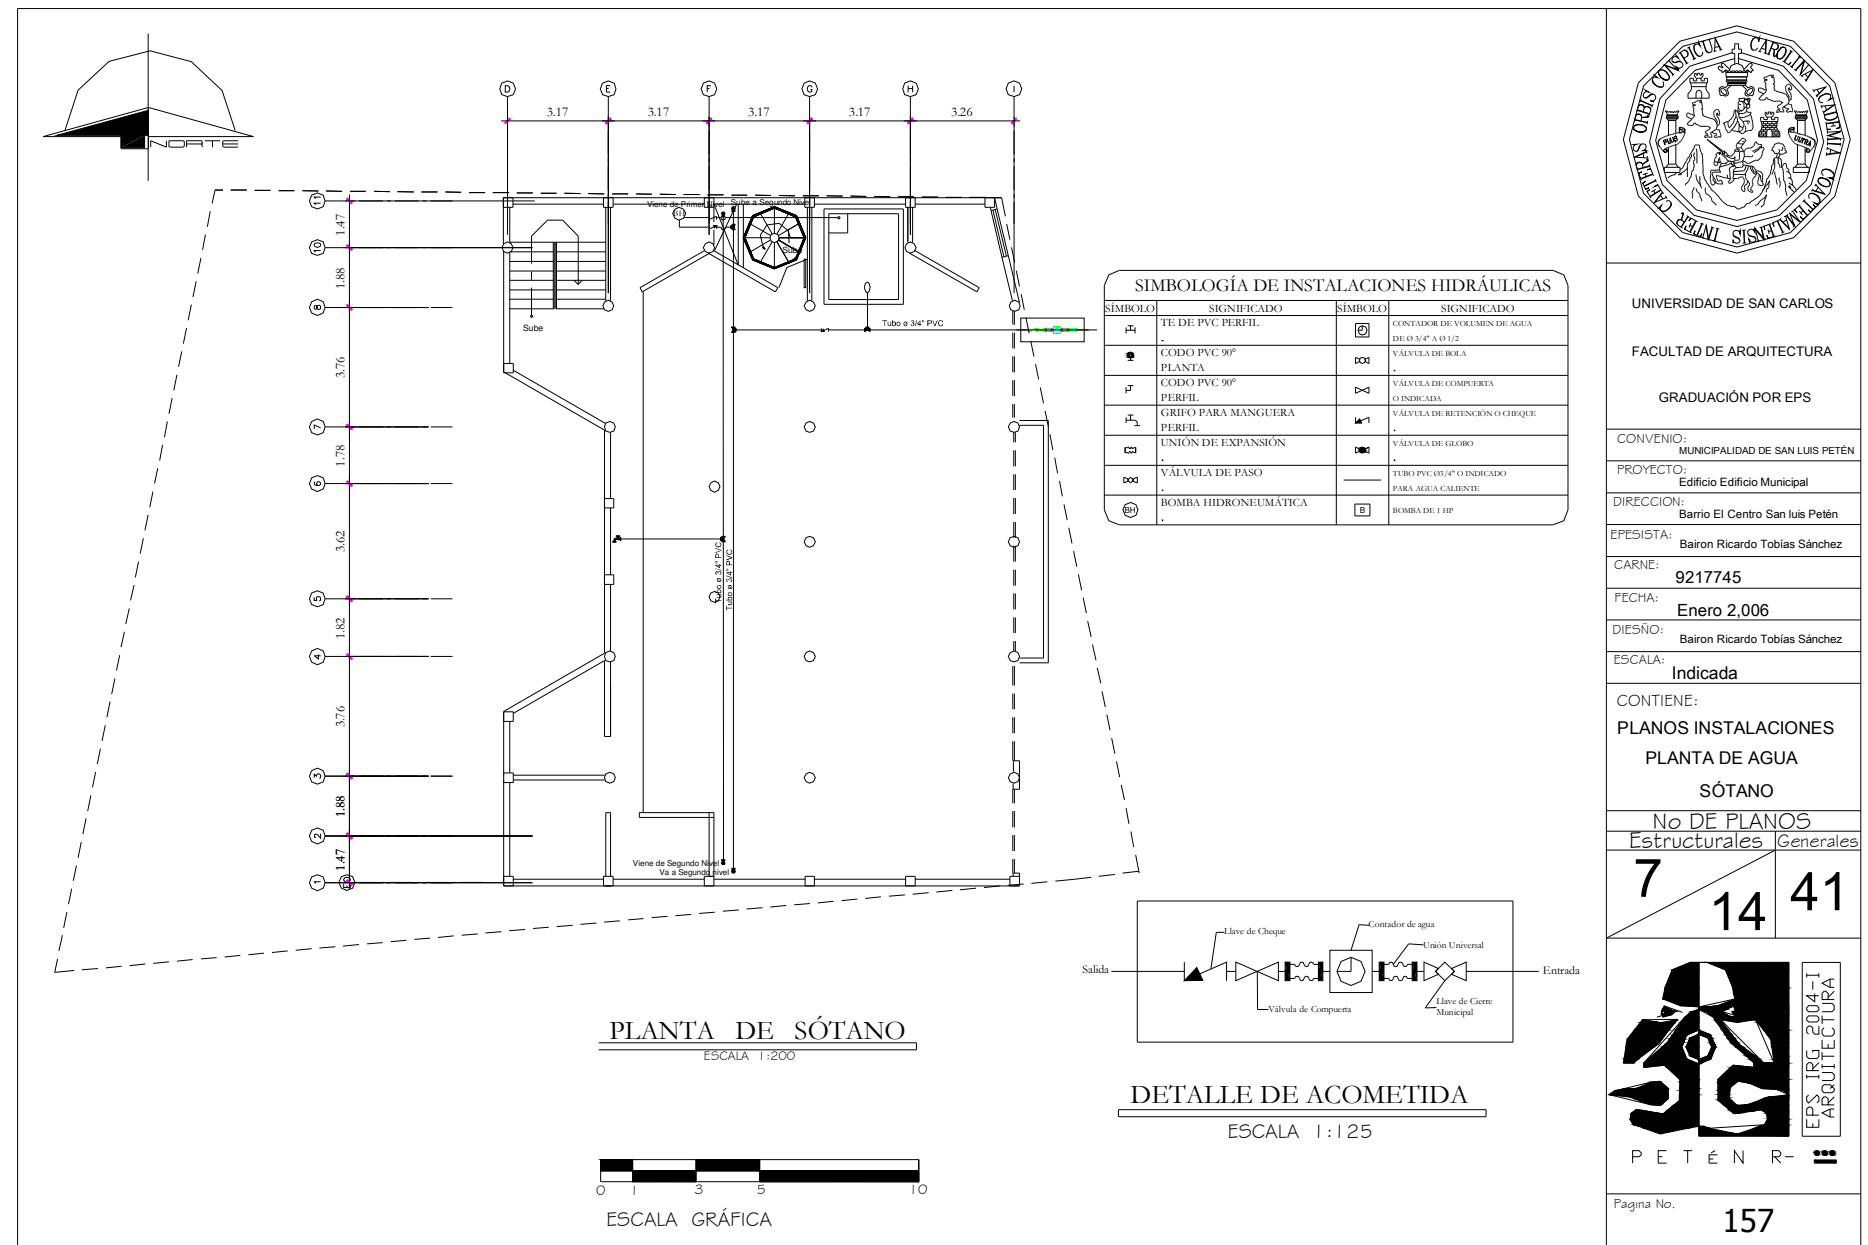 NORTE
D E F G H I
3.17 3.17 3.17 3.17 3.26
11
1.47
10
1.88
8
3.76
7
1.78
6
3.62
5
1.82
4
3.76
3
1.88
2
1.47
1
Viene de Primer Nivel
Sube a Segundo Nivel
BH
Sube
Sube
Tubo ø 3/4" PVC
Tubo ø 3/4" PVC
Tubo ø 3/4" PVC
Viene de Segundo Nivel
Va a Segundo nivel
SIMBOLOGÍA DE INSTALACIONES HIDRÁULICAS
SÍMBOLO SIGNIFICADO SÍMBOLO SIGNIFICADO
TE DE PVC PERFIL
.
CONTADOR DE VOLUMEN DE AGUA
DE Ø 3/4" A Ø 1/2
CODO PVC 90°
PLANTA
VÁLVULA DE BOLA
.
CODO PVC 90°
PERFIL
VÁLVULA DE COMPUERTA
O INDICADA
GRIFO PARA MANGUERA
PERFIL
VÁLVULA DE RETENCIÓN O CHEQUE
.
UNIÓN DE EXPANSIÓN
.
VÁLVULA DE GLOBO
.
VÁLVULA DE PASO
.
TUBO PVC Ø3/4" O INDICADO
PARA AGUA CALIENTE
BH
BOMBA HIDRONEUMÁTICA
.
B
BOMBA DE 1 HP
PLANTA DE SÓTANO
ESCALA 1:200
0 1 3 5 10
ESCALA GRÁFICA
Llave de Cheque
Contador de agua
Unión Universal
Salida
Entrada
Válvula de Compuerta
Llave de Cierre
Municipal
DETALLE DE ACOMETIDA
ESCALA 1:125
INTER CAETERAS ORBIS CONSPICUA CAROLINA ACADEMIA COACTEMALENSIS
PLUS ULTRA
UNIVERSIDAD DE SAN CARLOS
FACULTAD DE ARQUITECTURA
GRADUACIÓN POR EPS
CONVENIO:
MUNICIPALIDAD DE SAN LUIS PETÉN
PROYECTO:
Edificio Edificio Municipal
DIRECCION:
Barrio El Centro San luis Petén
EPESISTA:
Bairon Ricardo Tobías Sánchez
CARNE:
9217745
FECHA:
Enero 2,006
DIESÑO:
Bairon Ricardo Tobías Sánchez
ESCALA:
Indicada
CONTIENE:
PLANOS INSTALACIONES
PLANTA DE AGUA
SÓTANO
No DE PLANOS
Estructurales Generales
7
14
41
EPS IRG 2004-I
ARQUITECTURA
PETÉN R-
Pagina No.
157